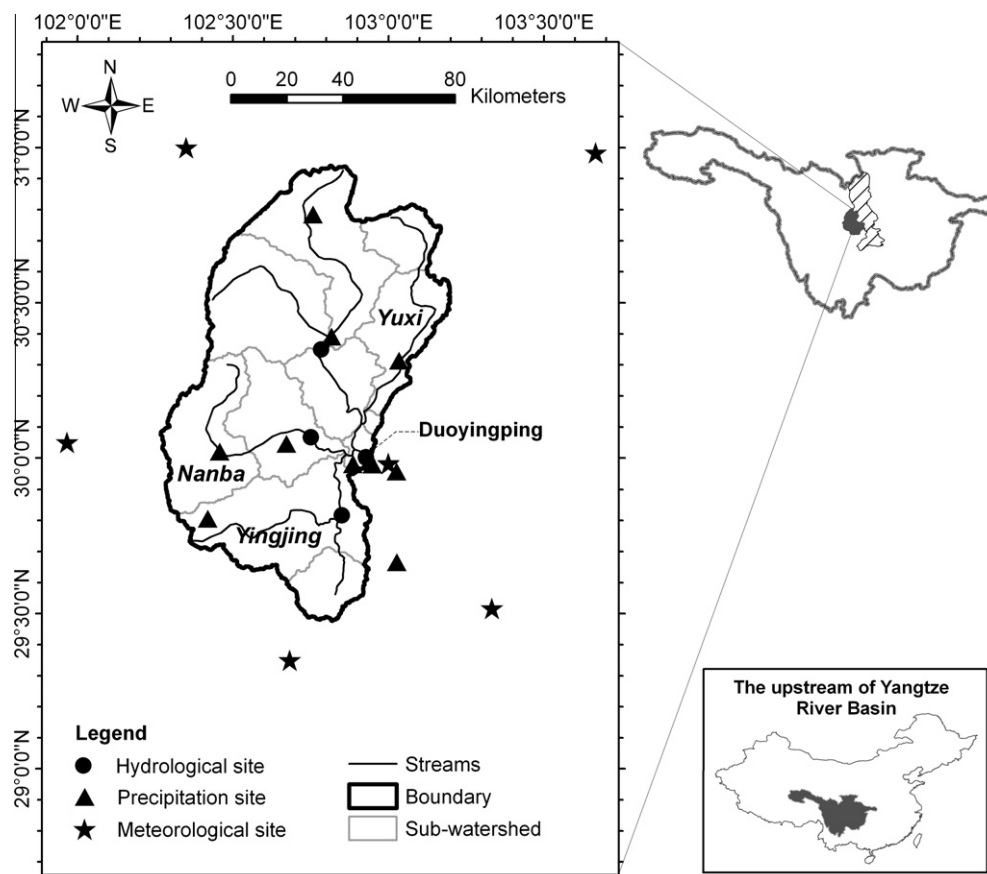 102°0'0"E 102°30'0"E 103°0'0"E 103°30'0"E
N
W E
S
0 20 40 80
Kilometers
31°0'0"N
30°30'0"N
30°0'0"N
29°30'0"N
29°0'0"N
Yuxi
Duoyingping
Nanba
Yingjing
Legend
Hydrological site
Precipitation site
Meteorological site
Streams
Boundary
Sub-watershed
The upstream of Yangtze
River Basin